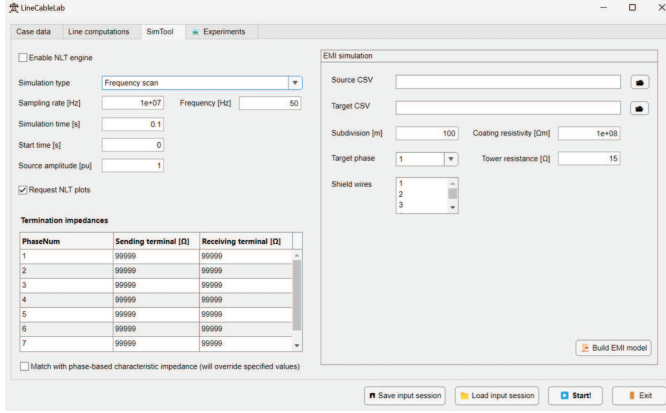 LineCableLab
Case data Line computations SimTool Experiments
Enable NLT engine
Simulation type Frequency scan
Sampling rate [Hz] 1e+07 Frequency [Hz] 50
Simulation time [s] 0.1
Start time [s] 0
Source amplitude [pu] 1
Request NLT plots
Termination impedances
PhaseNum Sending terminal [Ω] Receiving terminal [Ω]
1 99999 99999
2 99999 99999
3 99999 99999
4 99999 99999
5 99999 99999
6 99999 99999
7 99999 99999
Match with phase-based characteristic impedance (will override specified values)
EMI simulation
Source CSV
Target CSV
Subdivision [m] 100 Coating resistivity [Ωm] 1e+08
Target phase 1 Tower resistance [Ω] 15
Shield wires 1
2
3
Build EMI model
Save input session Load input session Start! Exit